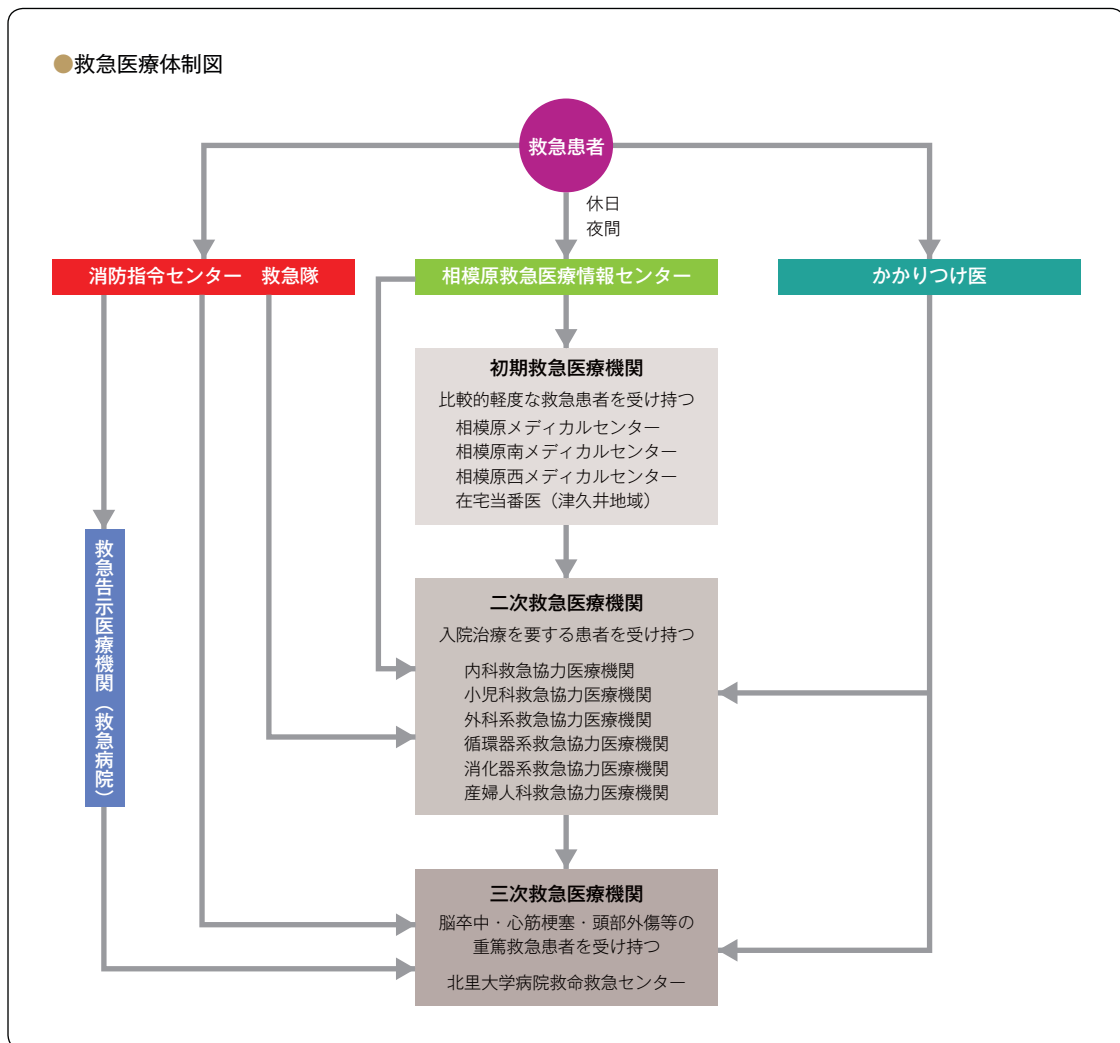 ●救急医療体制図
救急患者
休日
夜間
消防指令センター 救急隊
相模原救急医療情報センター
かかりつけ医
初期救急医療機関
比較的軽度な救急患者を受け持つ
相模原メディカルセンター
相模原南メディカルセンター
相模原西メディカルセンター
在宅当番医（津久井地域）
救急告示医療機関（救急病院）
二次救急医療機関
入院治療を要する患者を受け持つ
内科救急協力医療機関
小児科救急協力医療機関
外科系救急協力医療機関
循環器系救急協力医療機関
消化器系救急協力医療機関
産婦人科救急協力医療機関
三次救急医療機関
脳卒中・心筋梗塞・頭部外傷等の
重篤救急患者を受け持つ
北里大学病院救命救急センター